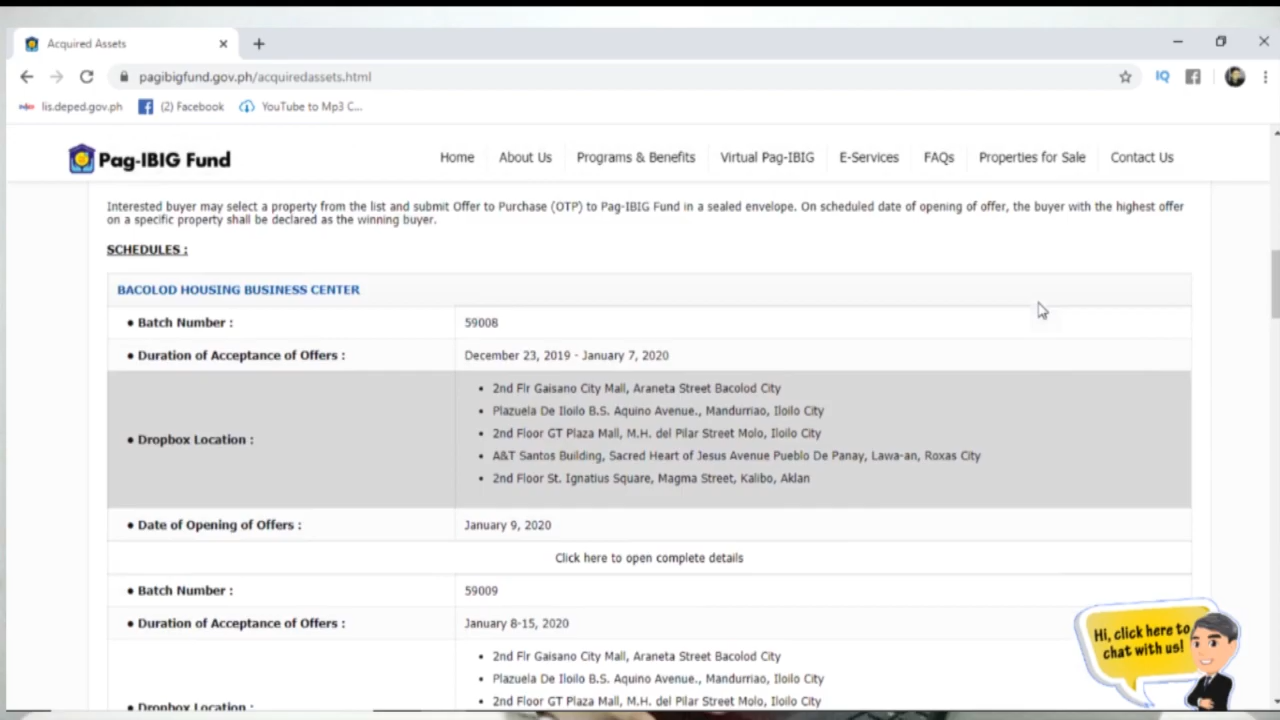 Acquired Assets
pagibigfund.gov.ph/acquiredassets.html
IQ
lis.deped.gov.ph
(2) Facebook
YouTube to Mp3 C...
Pag-IBIG Fund
Home
About Us
Programs & Benefits
Virtual Pag-IBIG
E-Services
FAQs
Properties for Sale
Contact Us
Interested buyer may select a property from the list and submit Offer to Purchase (OTP) to Pag-IBIG Fund in a sealed envelope. On scheduled date of opening of offer, the buyer with the highest offer
on a specific property shall be declared as the winning buyer.
SCHEDULES :
BACOLOD HOUSING BUSINESS CENTER
• Batch Number : 59008
• Duration of Acceptance of Offers : December 23, 2019 - January 7, 2020
• Dropbox Location :
• 2nd Flr Gaisano City Mall, Araneta Street Bacolod City
• Plazuela De Iloilo B.S. Aquino Avenue., Mandurriao, Iloilo City
• 2nd Floor GT Plaza Mall, M.H. del Pilar Street Molo, Iloilo City
• A&T Santos Building, Sacred Heart of Jesus Avenue Pueblo De Panay, Lawa-an, Roxas City
• 2nd Floor St. Ignatius Square, Magma Street, Kalibo, Aklan
• Date of Opening of Offers : January 9, 2020
Click here to open complete details
• Batch Number : 59009
• Duration of Acceptance of Offers : January 8-15, 2020
• 2nd Flr Gaisano City Mall, Araneta Street Bacolod City
• Plazuela De Iloilo B.S. Aquino Avenue., Mandurriao, Iloilo City
• 2nd Floor GT Plaza Mall, M.H. del Pilar Street Molo, Iloilo City
• Dropbox Location :
Hi, click here to
chat with us!